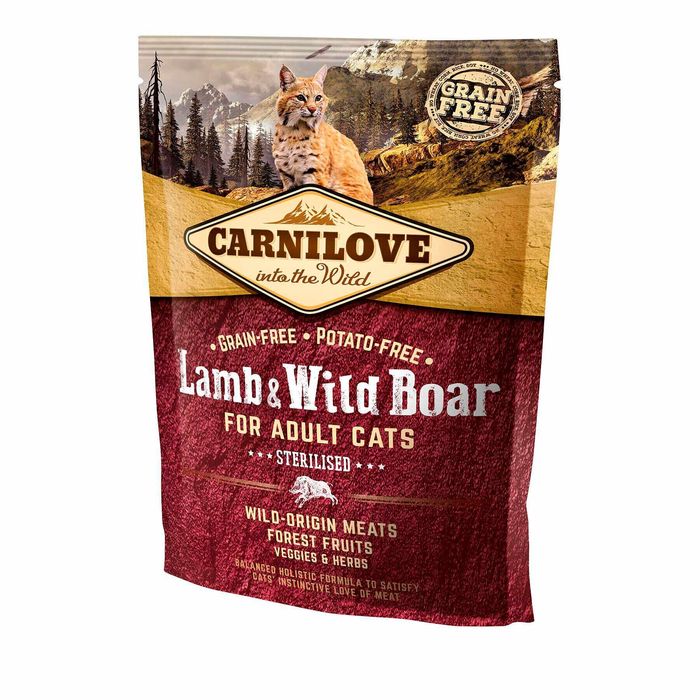 GRAIN
FREE
CARNILOVE
into the Wild
• GRAIN-FREE • POTATO-FREE •
Lamb & Wild Boar
FOR ADULT CATS
★★★ STERILISED ★★★
WILD-ORIGIN MEATS
FOREST FRUITS
VEGGIES & HERBS
BALANCED HOLISTIC FORMULA TO SATISFY
CATS' INSTINCTIVE LOVE OF MEAT